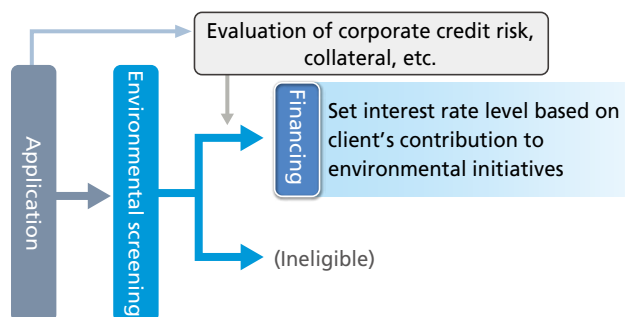 Evaluation of corporate credit risk,
collateral, etc.
Application
Environmental screening
Financing
Set interest rate level based on
client’s contribution to
environmental initiatives
(Ineligible)